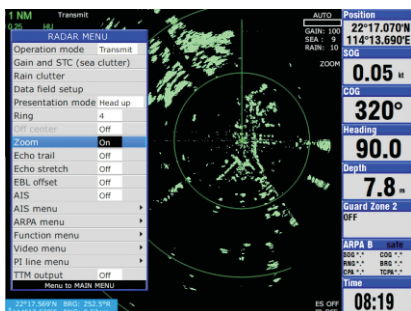 1 NM Transmit
0.25 HU
RADAR MENU
Operation mode Transmit
Gain and STC (sea clutter)
Rain clutter
Data field setup
Presentation mode Head up
Ring 4
Off center Off
Zoom On
Echo trail Off
Echo stretch Off
EBL offset Off
AIS Off
AIS menu
ARPA menu
Function menu
Video menu
PI line menu
TTM output Off
Menu to MAIN MENU
22°17.569'N BRG: 252.5°R
AUTO
GAIN: 100
SEA : 9
RAIN: 10
ZOOM
ES OFF
Position
22°17.070'N
114°13.690'E
SOG
0.05 kt
COG
320°
Heading
90.0
Depth
7.8 m
Guard Zone 2
OFF
ARPA B safe
SOG *.* COG *.*
RNG *.* BRG *.*
CPA *.* TCPA *.*
Time
08:19